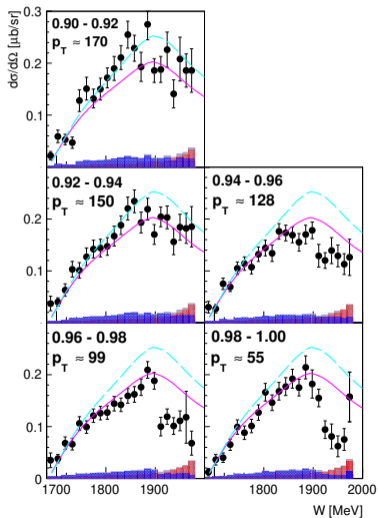 dσ/dΩ [μb/sr]
0.3
0.2
0.1
0.90 - 0.92
p_T ≈ 170
0.2
0.1
0.92 - 0.94
p_T ≈ 150
0.94 - 0.96
p_T ≈ 128
0.2
0.1
0
0.96 - 0.98
p_T ≈ 99
0.98 - 1.00
p_T ≈ 55
1700 1800 1900 1800 1900 2000
W [MeV]